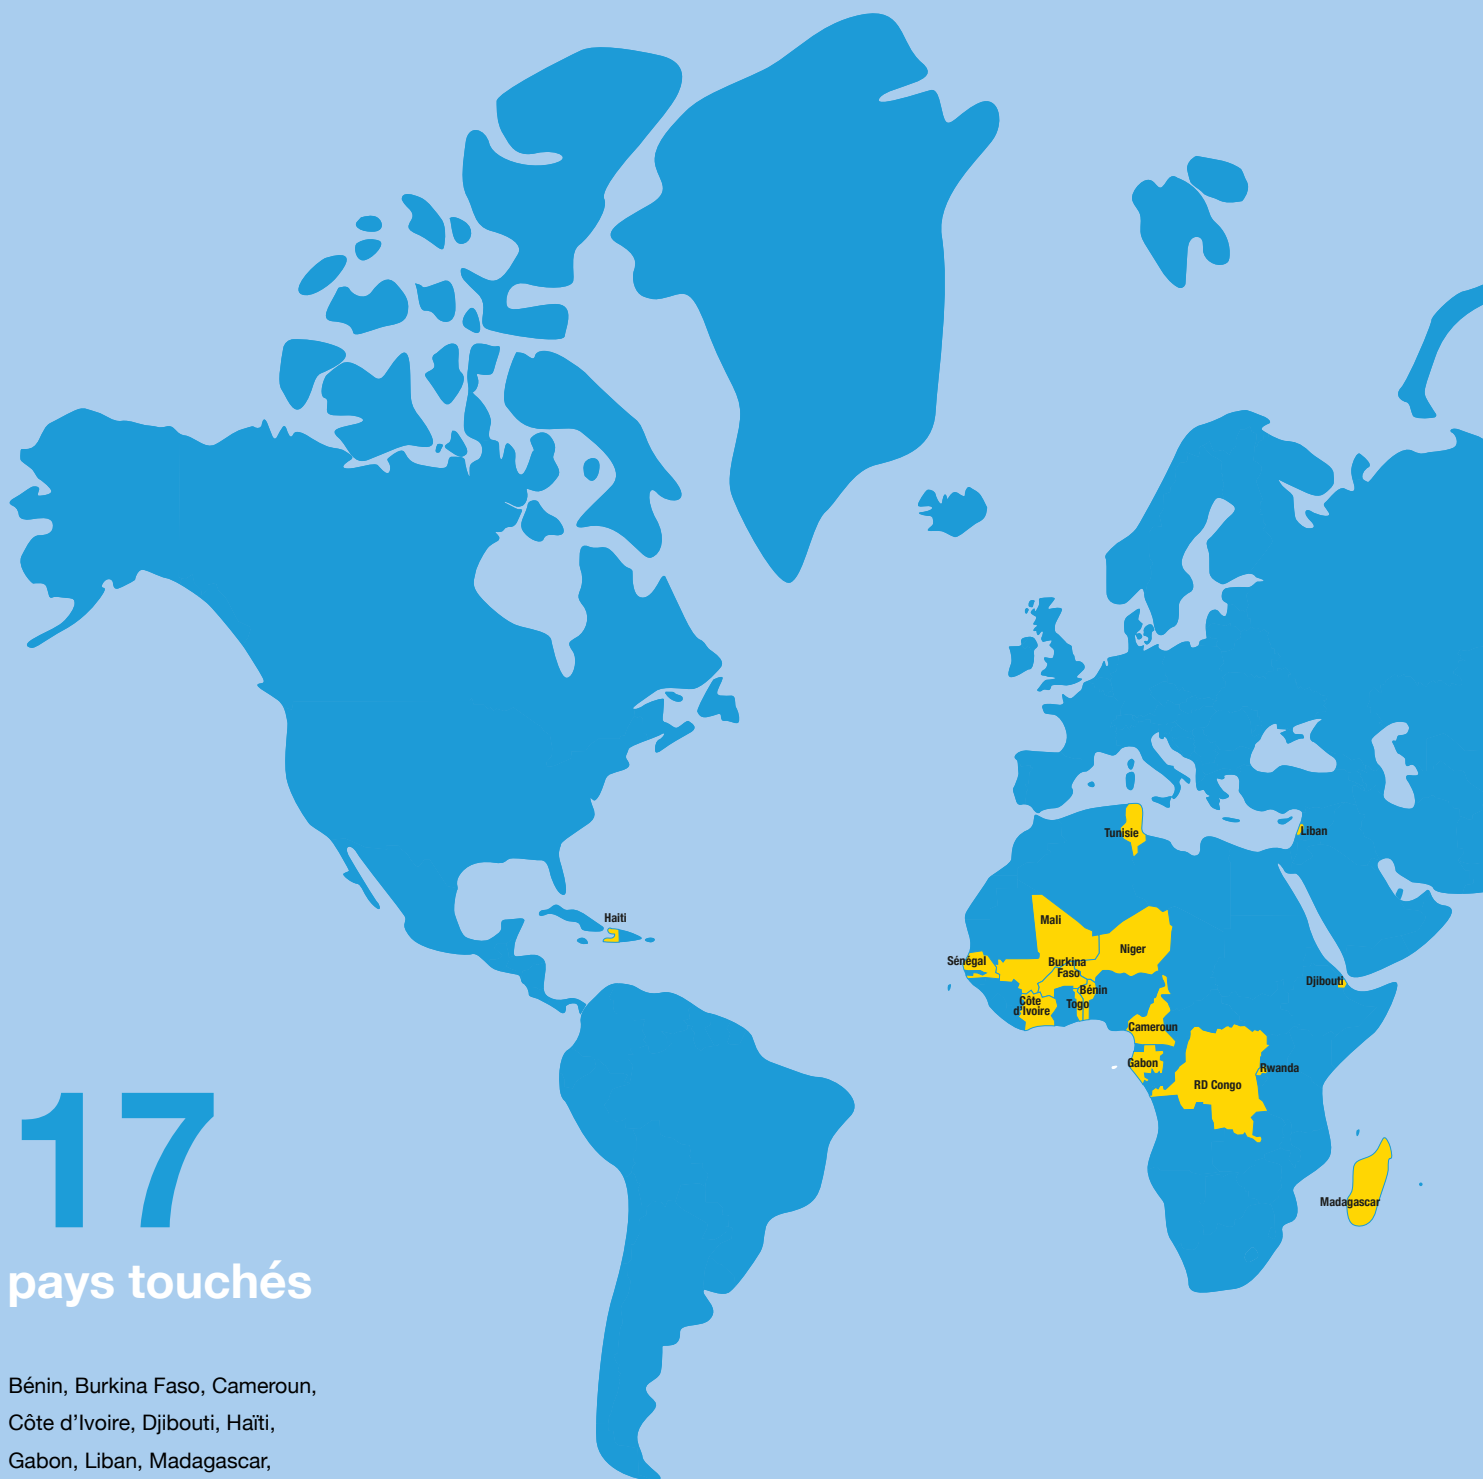 Haiti
Tunisie
Liban
Mali
Niger
Sénégal
Burkina
Faso
Bénin
Côte
d'Ivoire
Togo
Djibouti
Cameroun
Gabon
Rwanda
RD Congo
Madagascar
17
pays touchés
Bénin, Burkina Faso, Cameroun,
Côte d'Ivoire, Djibouti, Haïti,
Gabon, Liban, Madagascar,